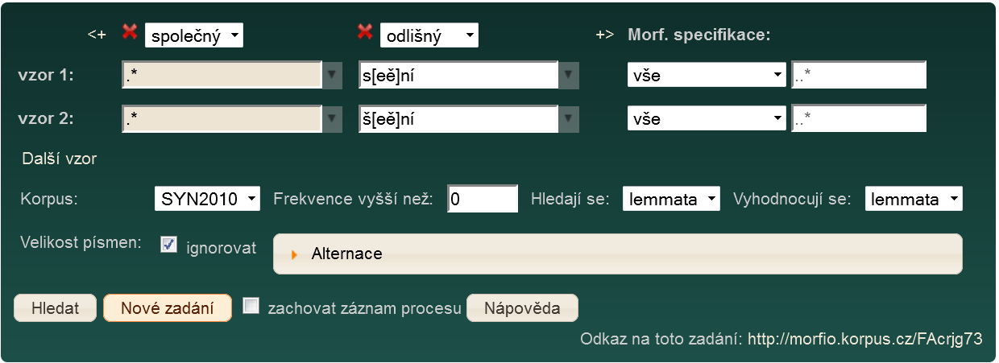 <+ společný odlišný +> Morf. specifikace:
vzor 1: .* s[eě]ní vše ..*
vzor 2: .* š[eě]ní vše ..*
Další vzor
Korpus: SYN2010 Frekvence vyšší než: 0 Hledají se: lemmata Vyhodnocují se: lemmata
Velikost písmen: ignorovat Alternace
Hledat Nové zadání zachovat záznam procesu Nápověda
Odkaz na toto zadání: http://morfio.korpus.cz/FAcrjg73